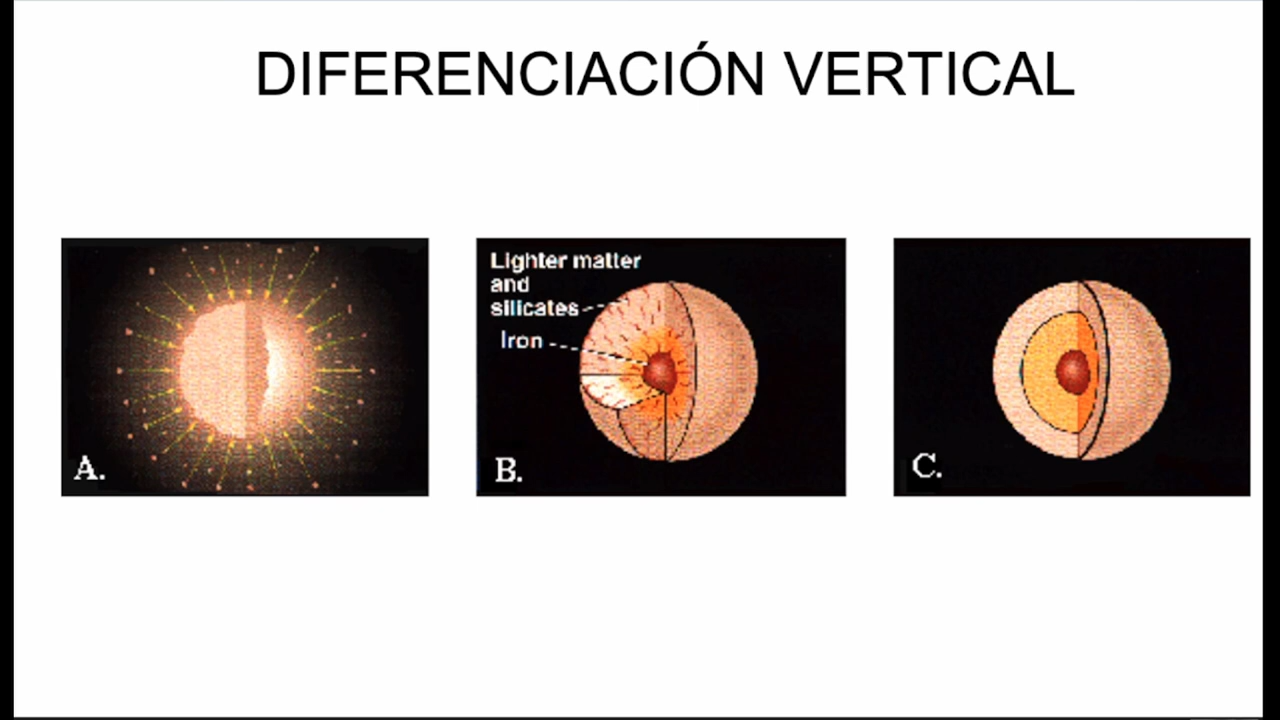 DIFERENCIACIÓN VERTICAL
A.
Lighter matter
and
silicates
Iron
B.
C.